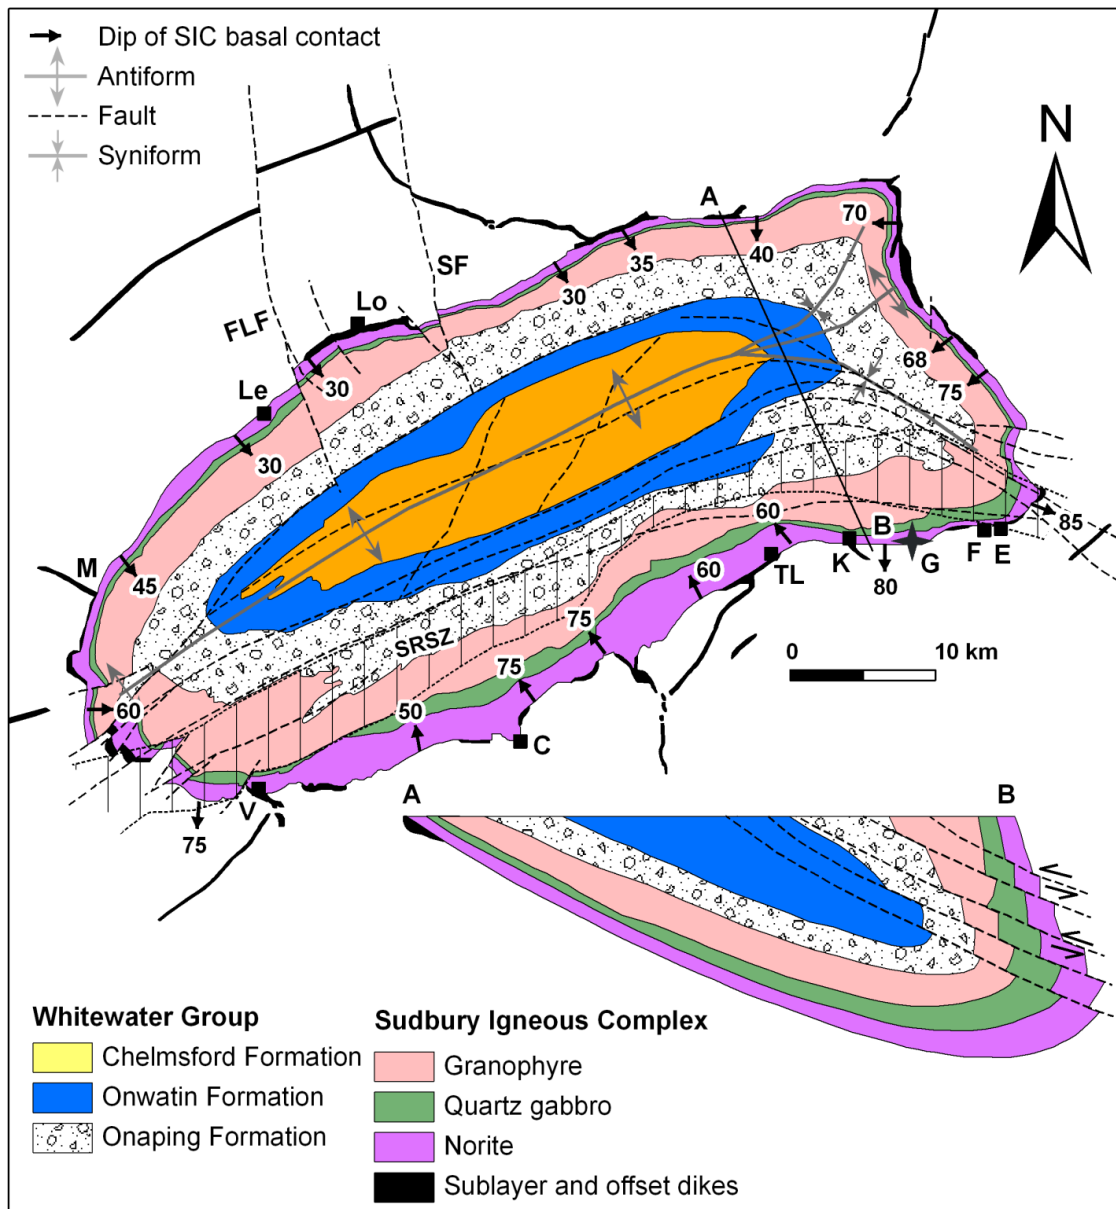 Dip of SIC basal contact
Antiform
Fault
Syniform
N
A
70
40
35
30
SF
FLF
Lo
30
Le
30
68
75
M
45
85
60
B
F
E
K
G
TL
80
60
75
SRSZ
75
50
60
C
V
75
0
10 km
A
B
Whitewater Group
Chelmsford Formation
Onwatin Formation
Onaping Formation
Sudbury Igneous Complex
Granophyre
Quartz gabbro
Norite
Sublayer and offset dikes